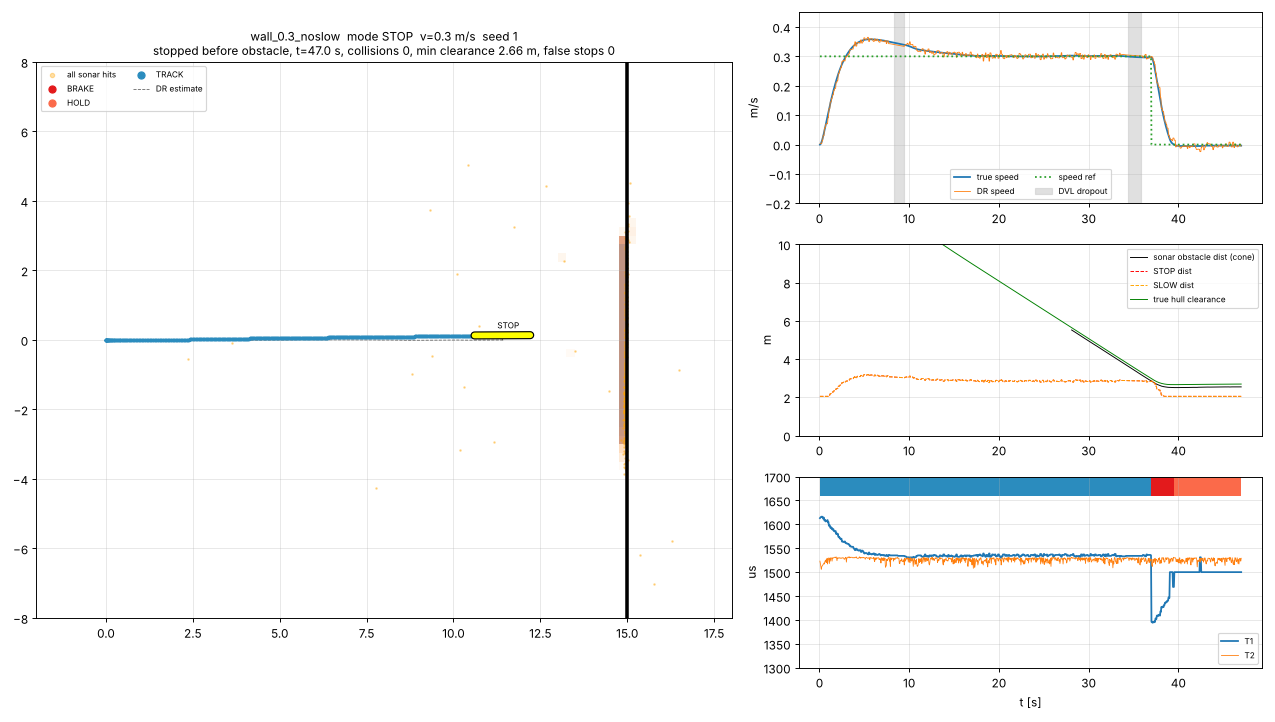 wall_0.3_noslow  mode STOP  v=0.3 m/s  seed 1
stopped before obstacle, t=47.0 s, collisions 0, min clearance 2.66 m, false stops 0
all sonar hits
BRAKE
HOLD
TRACK
DR estimate
STOP
8
6
4
2
0
−2
−4
−6
−8
0.0 2.5 5.0 7.5 10.0 12.5 15.0 17.5
m/s
0.4
0.3
0.2
0.1
0.0
−0.1
−0.2
true speed
DR speed
speed ref
DVL dropout
0 10 20 30 40
m
10
8
6
4
2
0
sonar obstacle dist (cone)
STOP dist
SLOW dist
true hull clearance
0 10 20 30 40
us
1700
1650
1600
1550
1500
1450
1400
1350
1300
T1
T2
0 10 20 30 40
t [s]